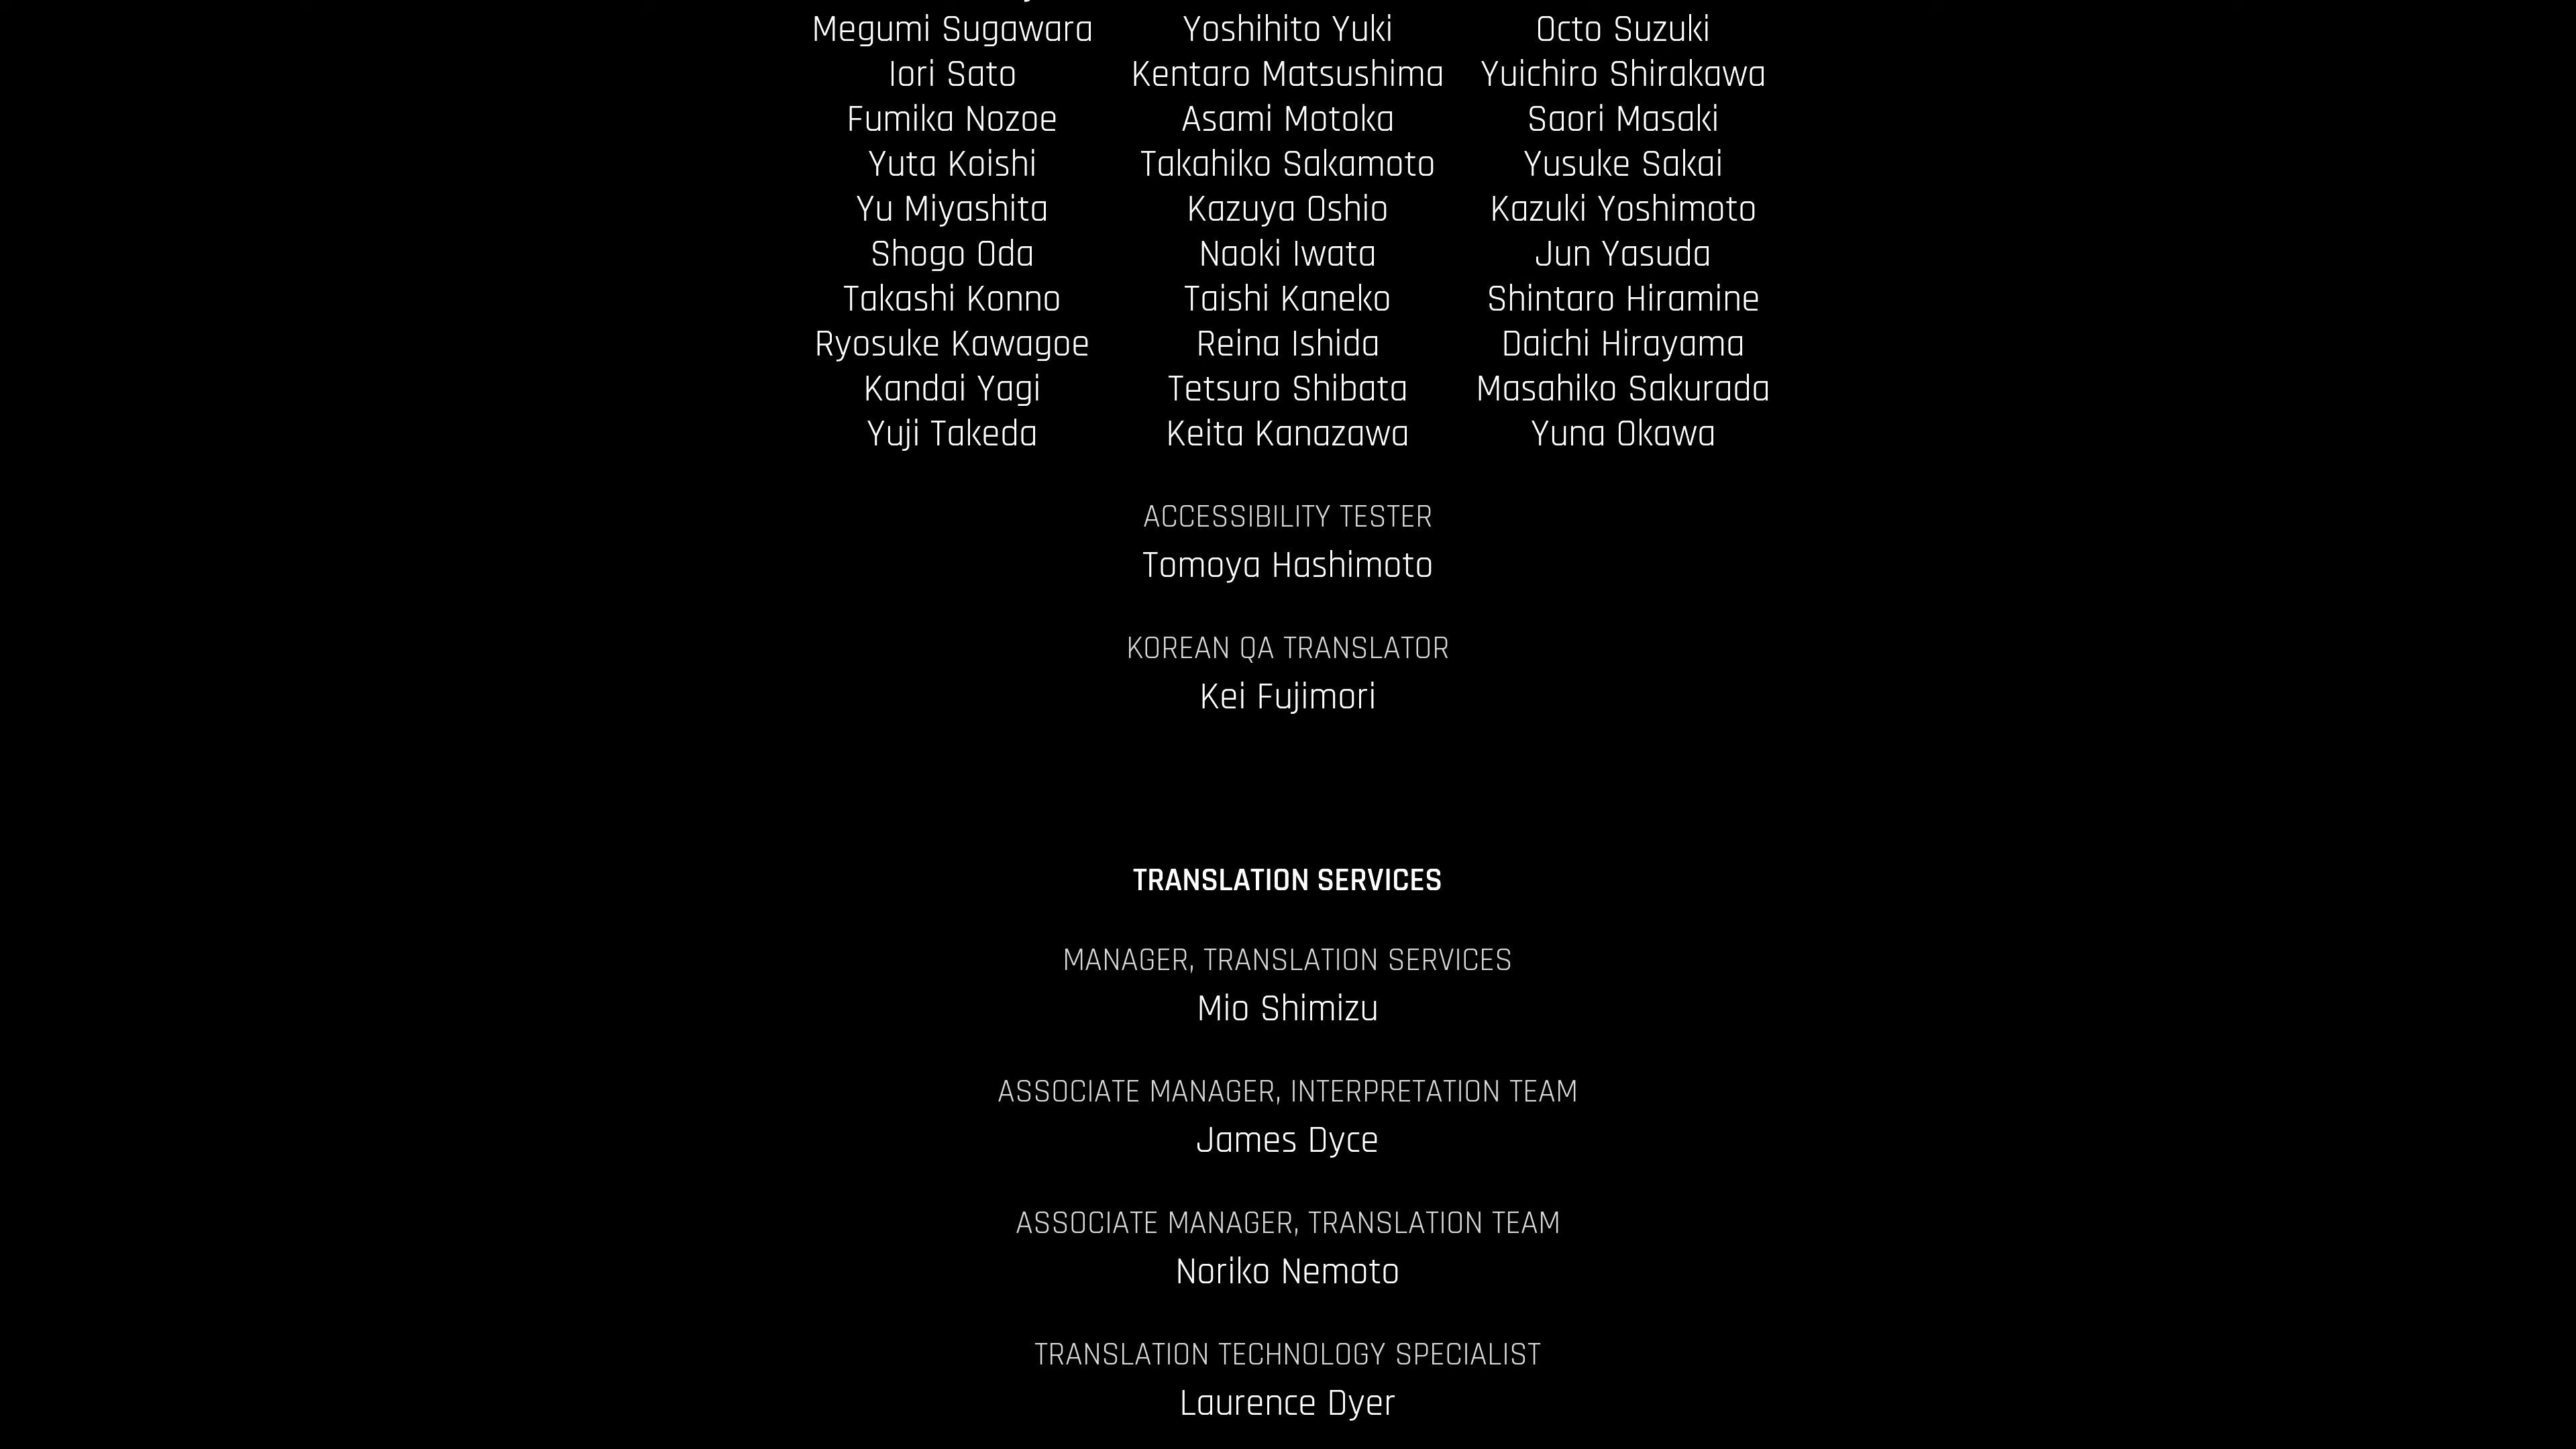 Megumi Sugawara Yoshihito Yuki Octo Suzuki
Iori Sato Kentaro Matsushima Yuichiro Shirakawa
Fumika Nozoe Asami Motoka Saori Masaki
Yuta Koishi Takahiko Sakamoto Yusuke Sakai
Yu Miyashita Kazuya Oshio Kazuki Yoshimoto
Shogo Oda Naoki Iwata Jun Yasuda
Takashi Konno Taishi Kaneko Shintaro Hiramine
Ryosuke Kawagoe Reina Ishida Daichi Hirayama
Kandai Yagi Tetsuro Shibata Masahiko Sakurada
Yuji Takeda Keita Kanazawa Yuna Okawa
ACCESSIBILITY TESTER
Tomoya Hashimoto
KOREAN QA TRANSLATOR
Kei Fujimori
TRANSLATION SERVICES
MANAGER, TRANSLATION SERVICES
Mio Shimizu
ASSOCIATE MANAGER, INTERPRETATION TEAM
James Dyce
ASSOCIATE MANAGER, TRANSLATION TEAM
Noriko Nemoto
TRANSLATION TECHNOLOGY SPECIALIST
Laurence Dyer